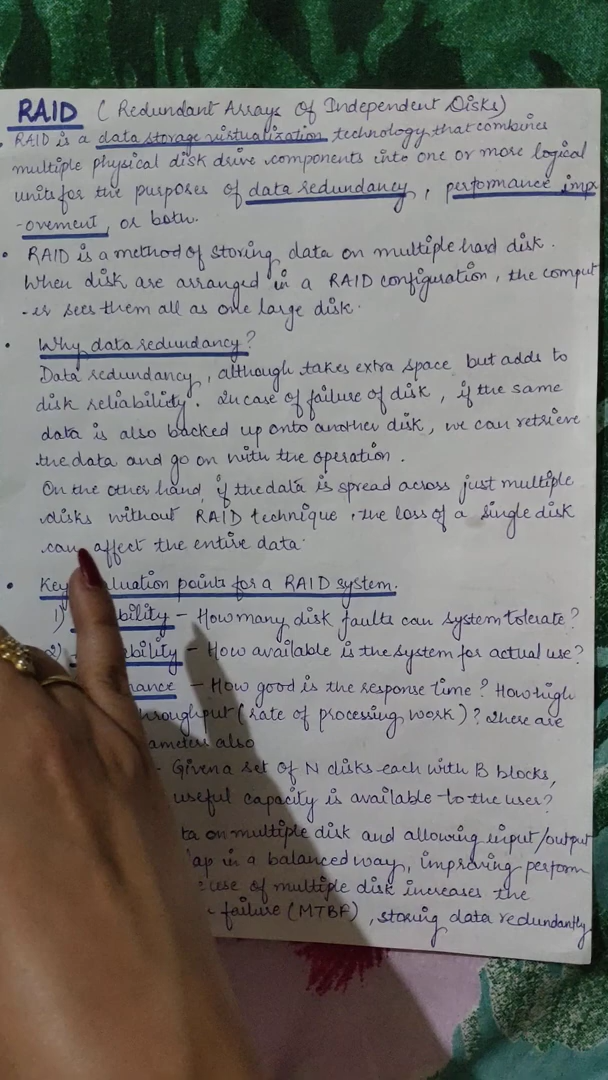 RAID ( Redundant Arrays Of Independent Disks)
. RAID is a data storage virtualization technology that combines
multiple physical disk drive components into one or more logical
units for the purposes of data redundancy , performance imp
-ovement , or both.
• RAID is a method of storing data on multiple hard disk .
When disk are arranged in a RAID configuration , the comput
-er sees them all as one large disk.
• Why data redundancy ?
Data redundancy , although takes extra space but adds to
disk reliability . In case of failure of disk , if the same
data is also backed up onto another disk , we can retrieve
the data and go on with the operation .
On the other hand, if the data is spread across just multiple
disks without RAID technique , the loss of a single disk
can affect the entire data.
• Key aluation points for a RAID system.
1) bility - How many disk faults can system tolerate ?
2) bility - How available is the system for actual use ?
mance - How good is the response time ? How high
hroughput ( rate of processing work ) ? There are
ameters also
- Given a set of N disks each with B blocks,
useful capacity is available to the user ?
ta on multiple disk and allowing input/output
ap in a balanced way, improving perform
use of multiple disk increases the
failure (MTBF) , storing data redundantly